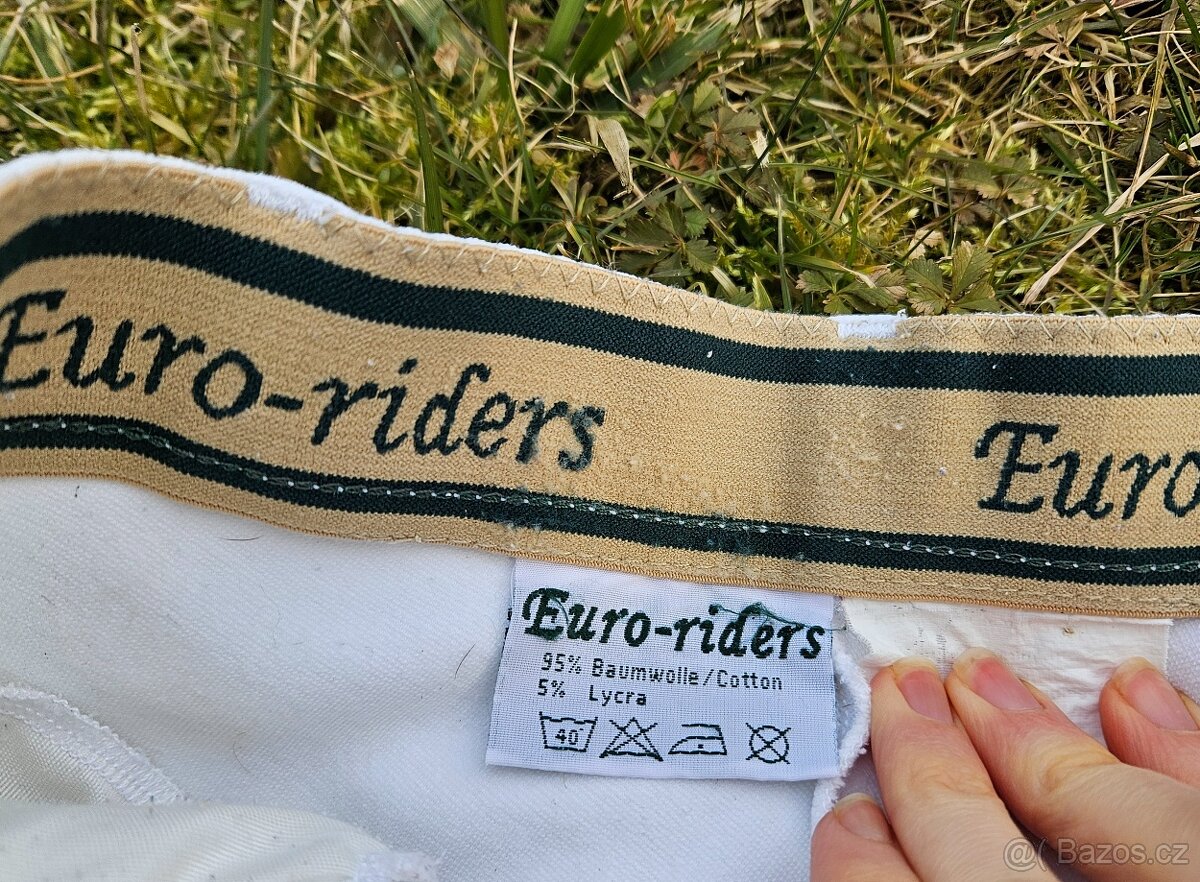 Euro-riders
Euro
Euro-riders
95% Baumwolle/Cotton
5% Lycra
40°
@( Bazos.cz